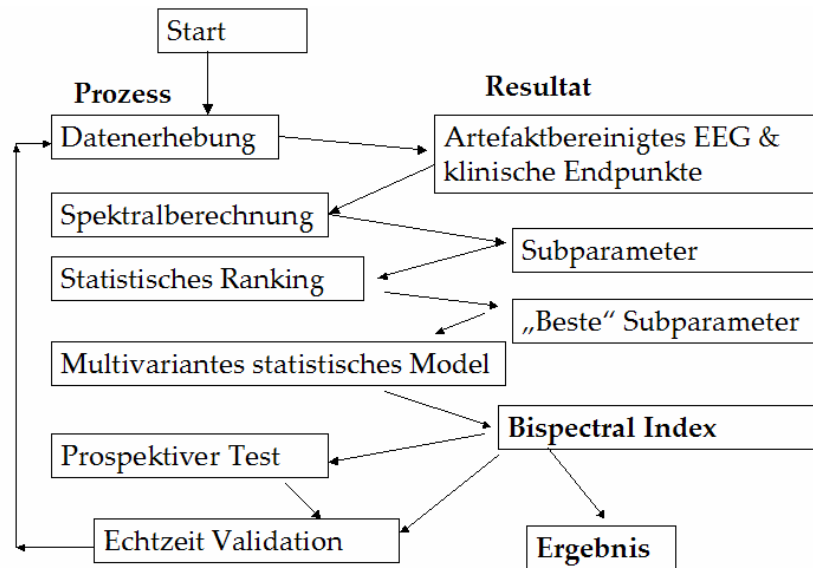 Start
Prozess
Resultat
Datenerhebung
Artefaktbereinigtes EEG &
klinische Endpunkte
Spektralberechnung
Subparameter
Statistisches Ranking
„Beste“ Subparameter
Multivariantes statistisches Model
Bispectral Index
Prospektiver Test
Echtzeit Validation
Ergebnis